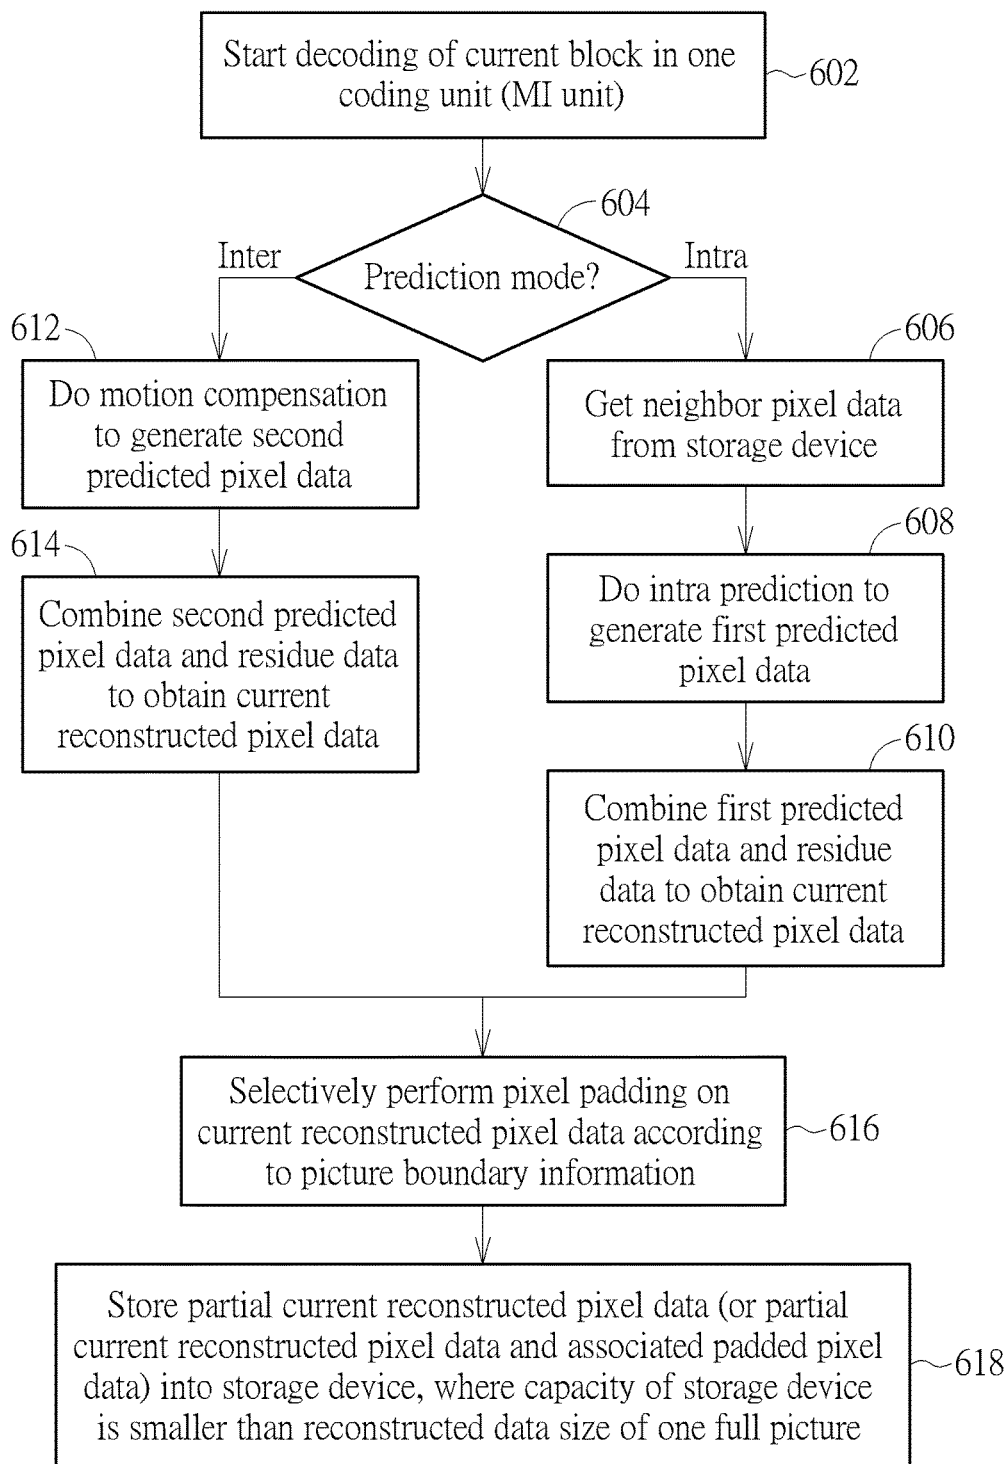 Start decoding of current block in one
coding unit (MI unit)
602
604
Prediction mode?
Inter
Intra
612
Do motion compensation
to generate second
predicted pixel data
606
Get neighbor pixel data
from storage device
614
Combine second predicted
pixel data and residue data
to obtain current
reconstructed pixel data
608
Do intra prediction to
generate first predicted
pixel data
610
Combine first predicted
pixel data and residue
data to obtain current
reconstructed pixel data
Selectively perform pixel padding on
current reconstructed pixel data according
to picture boundary information
616
Store partial current reconstructed pixel data (or partial
current reconstructed pixel data and associated padded pixel
data) into storage device, where capacity of storage device
is smaller than reconstructed data size of one full picture
618